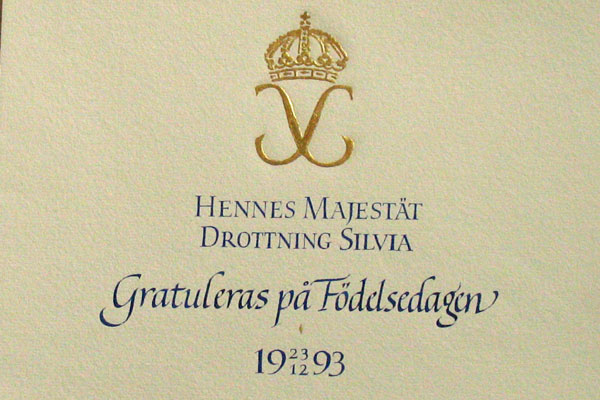 HENNES MAJESTÄT
DROTTNING SILVIA
Gratuleras på Födelsedagen
19 23/12 93